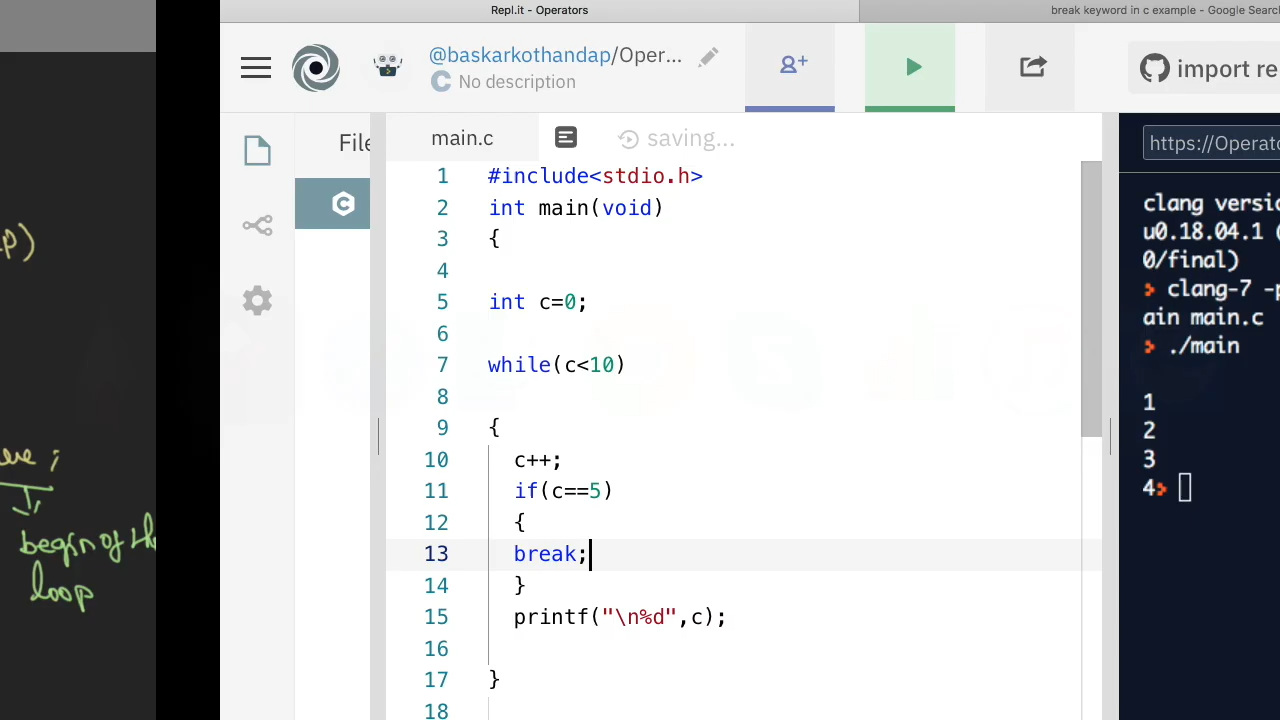 Repl.it - Operators
break keyword in c example - Google Searc
@baskarkothandap/Oper...
No description
import re
File
main.c
saving...
https://Operato
1 #include<stdio.h>
2 int main(void)
3 {
4
5 int c=0;
6
7 while(c<10)
8
9 {
10 c++;
11 if(c==5)
12 {
13 break;
14 }
15 printf("\n%d",c);
16
17 }
18
clang versio
u0.18.04.1 (
0/final)
clang-7 -p
ain main.c
./main
1
2
3
4
begin of the
loop